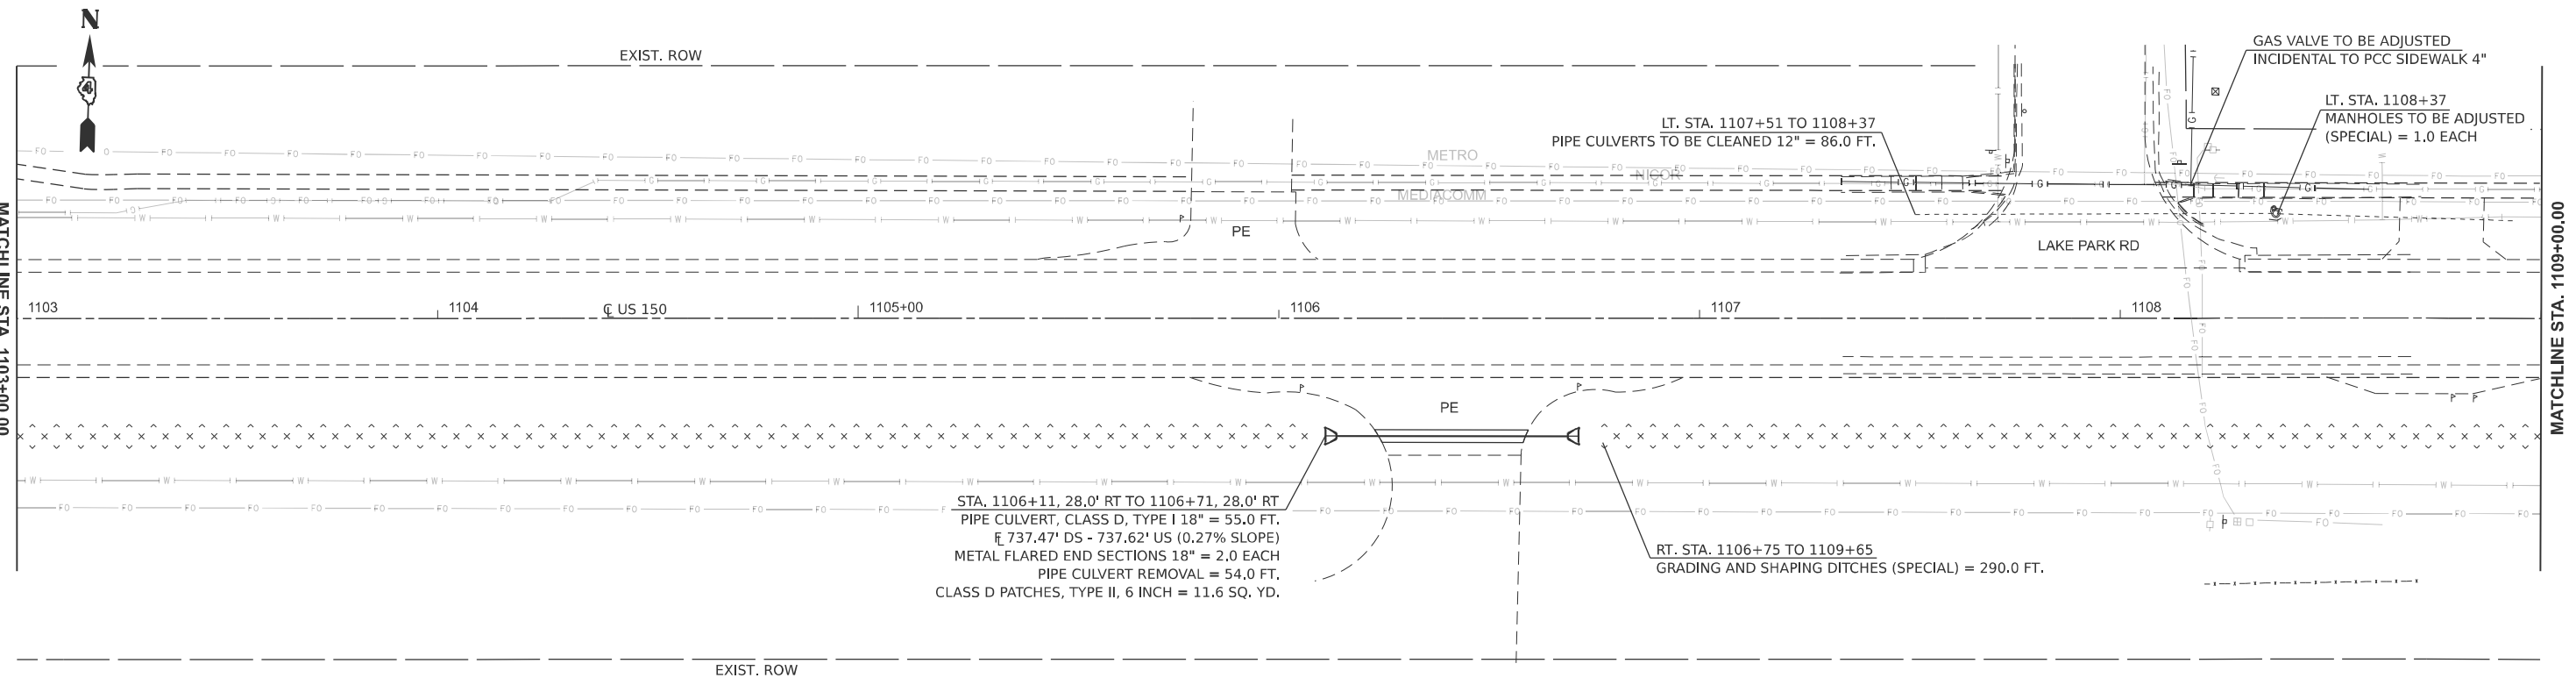 N
4
EXIST. ROW
GAS VALVE TO BE ADJUSTED
INCIDENTAL TO PCC SIDEWALK 4"
LT. STA. 1108+37
MANHOLES TO BE ADJUSTED
(SPECIAL) = 1.0 EACH
LT. STA. 1107+51 TO 1108+37
PIPE CULVERTS TO BE CLEANED 12" = 86.0 FT.
METRO
NICOR
MEDIACOMM
PE
LAKE PARK RD
MATCHLINE STA. 1103+00.00
MATCHLINE STA. 1109+00.00
1103
1104
℄ US 150
1105+00
1106
1107
1108
PE
STA. 1106+11, 28.0' RT TO 1106+71, 28.0' RT
PIPE CULVERT, CLASS D, TYPE I 18" = 55.0 FT.
737.47' DS - 737.62' US (0.27% SLOPE)
METAL FLARED END SECTIONS 18" = 2.0 EACH
PIPE CULVERT REMOVAL = 54.0 FT.
CLASS D PATCHES, TYPE II, 6 INCH = 11.6 SQ. YD.
RT. STA. 1106+75 TO 1109+65
GRADING AND SHAPING DITCHES (SPECIAL) = 290.0 FT.
EXIST. ROW